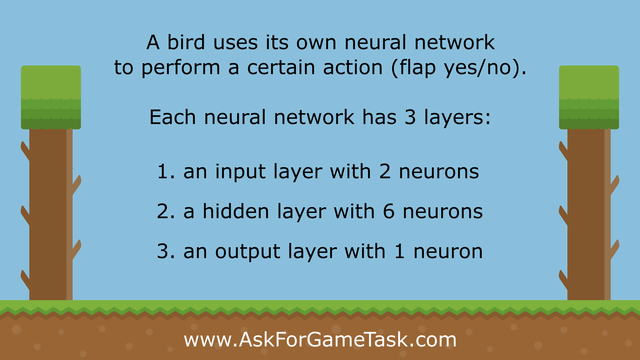 A bird uses its own neural network
to perform a certain action (flap yes/no).
Each neural network has 3 layers:
1. an input layer with 2 neurons
2. a hidden layer with 6 neurons
3. an output layer with 1 neuron
www.AskForGameTask.com